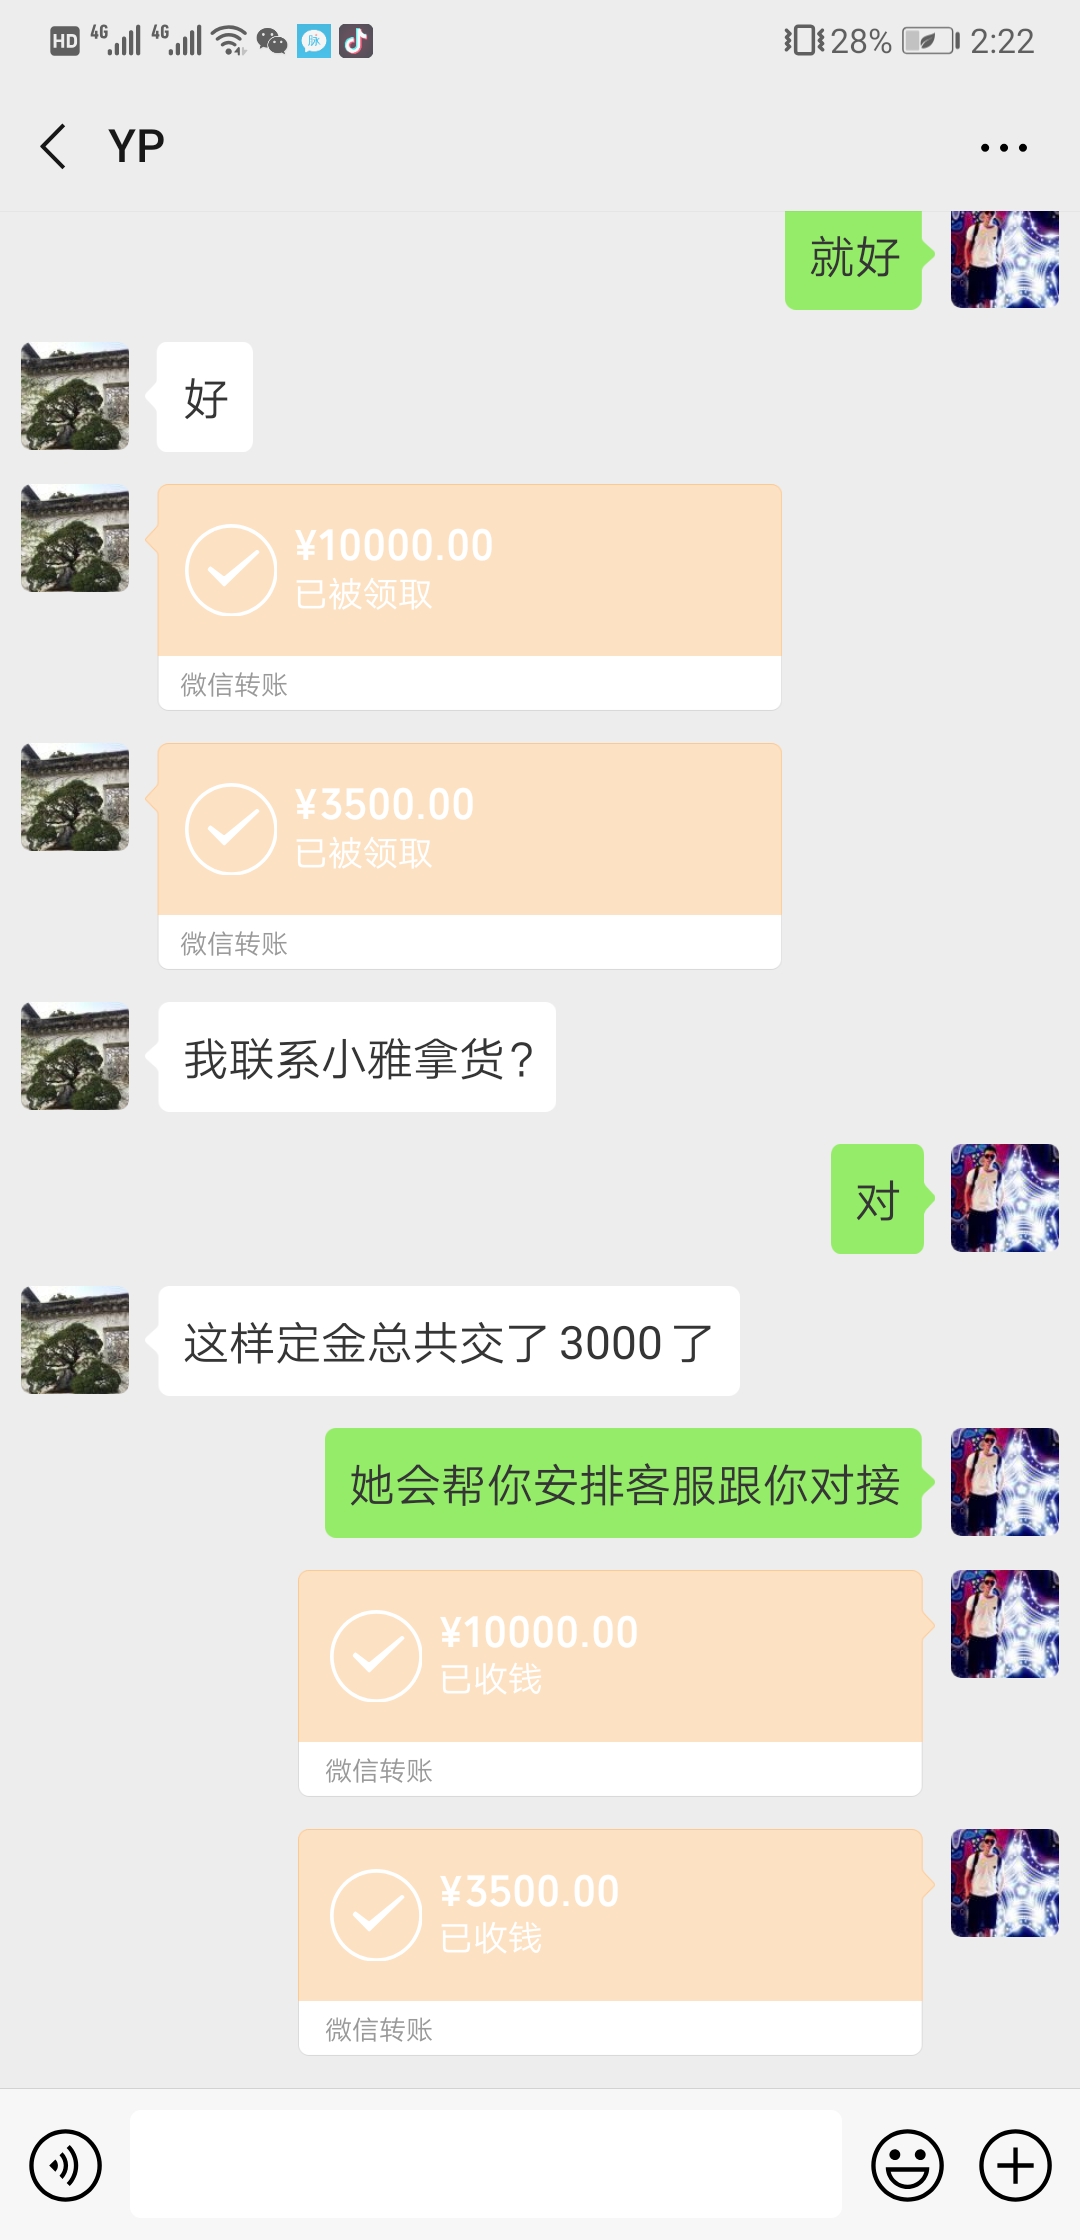 HD 4G 4G 脉 28% 2:22
YP
就好
好
¥10000.00
已被领取
微信转账
¥3500.00
已被领取
微信转账
我联系小雅拿货?
对
这样定金总共交了 3000 了
她会帮你安排客服跟你对接
¥10000.00
已收钱
微信转账
¥3500.00
已收钱
微信转账